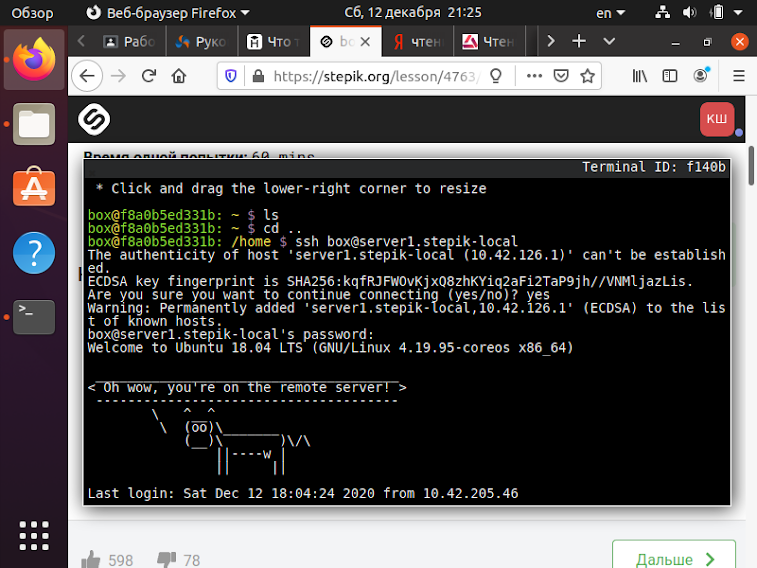 Обзор
Веб-браузер Firefox
Сб, 12 декабря 21:25
en
Рабо
Руко
Что т
bo
чтен
Чтен
https://stepik.org/lesson/4763/
КШ
Время одной попытки: 60 mins
Terminal ID: f140b
* Click and drag the lower-right corner to resize
box@f8a0b5ed331b: ~ $ ls
box@f8a0b5ed331b: ~ $ cd ..
box@f8a0b5ed331b: /home $ ssh box@server1.stepik-local
The authenticity of host 'server1.stepik-local (10.42.126.1)' can't be establish
ed.
ECDSA key fingerprint is SHA256:kqfRJFWOvKjxQ8zhKYiq2aFi2TaP9jh//VNMljazLis.
Are you sure you want to continue connecting (yes/no)? yes
Warning: Permanently added 'server1.stepik-local,10.42.126.1' (ECDSA) to the lis
t of known hosts.
box@server1.stepik-local's password:
Welcome to Ubuntu 18.04 LTS (GNU/Linux 4.19.95-coreos x86_64)
< Oh wow, you're on the remote server! >
Last login: Sat Dec 12 18:04:24 2020 from 10.42.205.46
598
78
Дальше